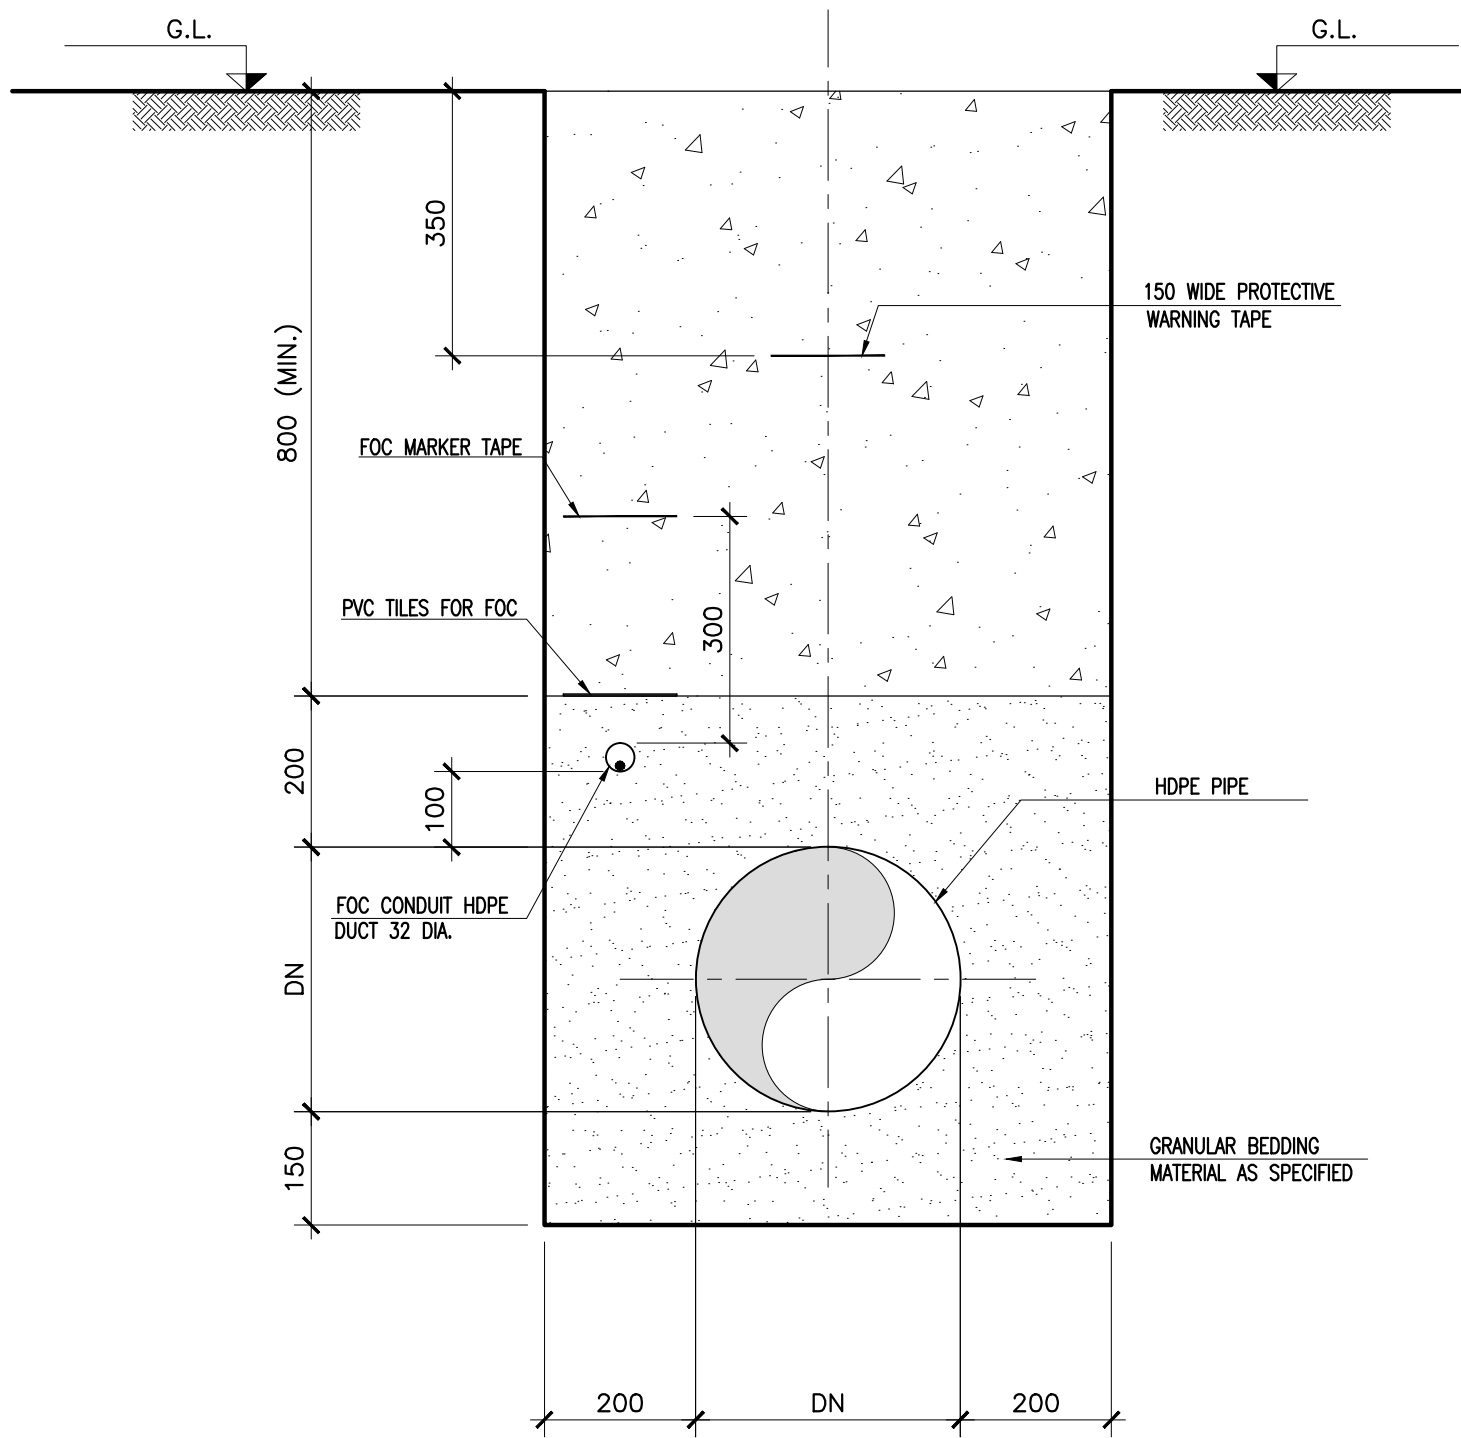 G.L.
G.L.
350
150 WIDE PROTECTIVE
WARNING TAPE
800 (MIN.)
FOC MARKER TAPE
PVC TILES FOR FOC
300
200
100
HDPE PIPE
FOC CONDUIT HDPE
DUCT 32 DIA.
DN
150
GRANULAR BEDDING
MATERIAL AS SPECIFIED
200
DN
200